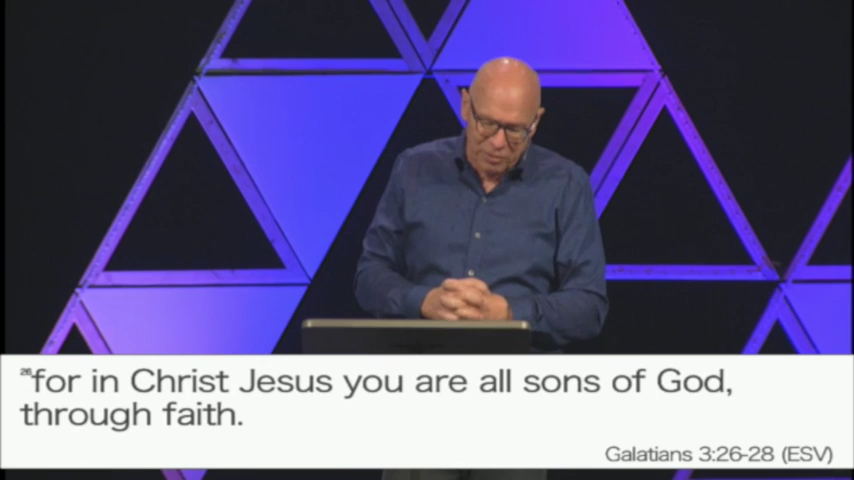 26for in Christ Jesus you are all sons of God,
through faith.
Galatians 3:26-28 (ESV)